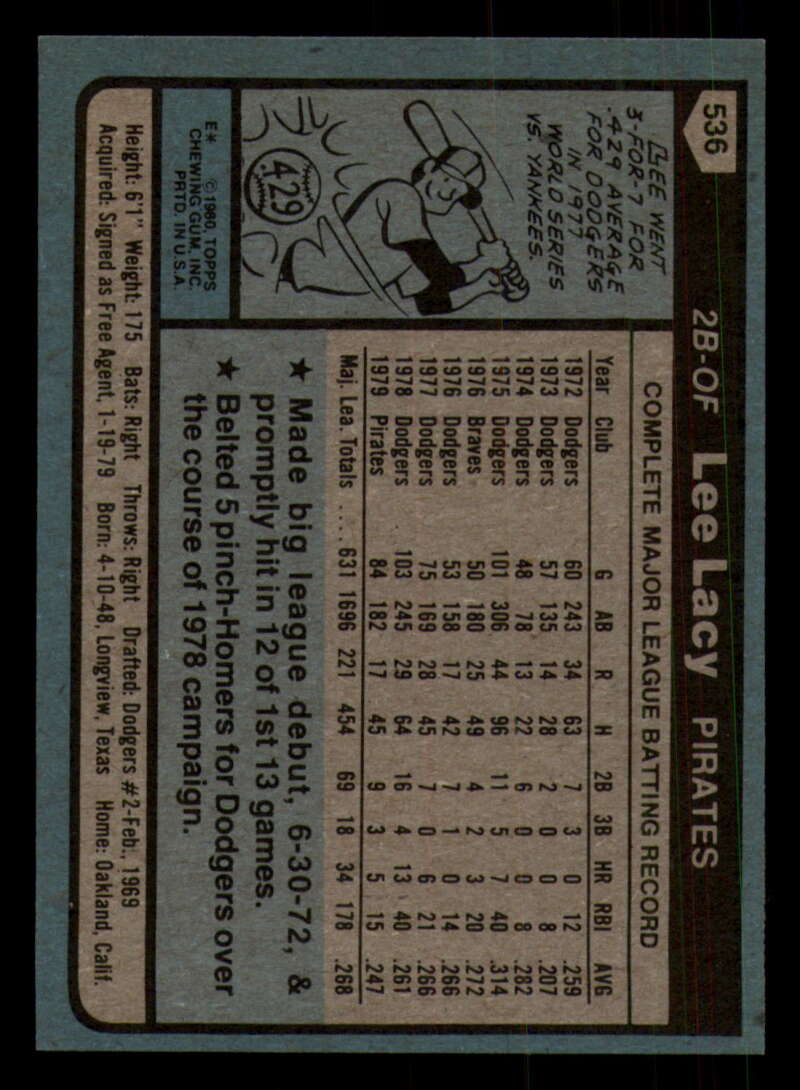 536
2B-OF Lee Lacy PIRATES
LEE WENT
3-FOR-7 FOR
.429 AVERAGE
FOR DODGERS
IN 1977
WORLD SERIES
VS. YANKEES.
.429
E* © 1980, TOPPS
CHEWING GUM, INC.
PRTD. IN U.S.A.
COMPLETE MAJOR LEAGUE BATTING RECORD
Year Club G AB R H 2B 3B HR RBI AVG
1972 Dodgers 60 243 34 63 7 3 0 12 .259
1973 Dodgers 57 135 14 28 2 0 0 8 .207
1974 Dodgers 48 78 13 22 6 0 0 8 .282
1975 Dodgers 101 306 44 96 11 5 7 40 .314
1976 Braves 50 180 25 49 4 2 3 20 .272
1976 Dodgers 53 158 17 42 7 1 0 14 .266
1977 Dodgers 75 169 28 45 7 0 6 21 .266
1978 Dodgers 103 245 29 64 16 4 13 40 .261
1979 Pirates 84 182 17 45 9 3 5 15 .247
Maj. Lea. Totals .... 631 1696 221 454 69 18 34 178 .268
★ Made big league debut, 6-30-72, &
promptly hit in 12 of 1st 13 games.
★ Belted 5 pinch-Homers for Dodgers over
the course of 1978 campaign.
Height: 6'1" Weight: 175 Bats: Right Throws: Right Drafted: Dodgers #2-Feb., 1969
Acquired: Signed as Free Agent, 1-19-79 Born: 4-10-48, Longview, Texas Home: Oakland, Calif.